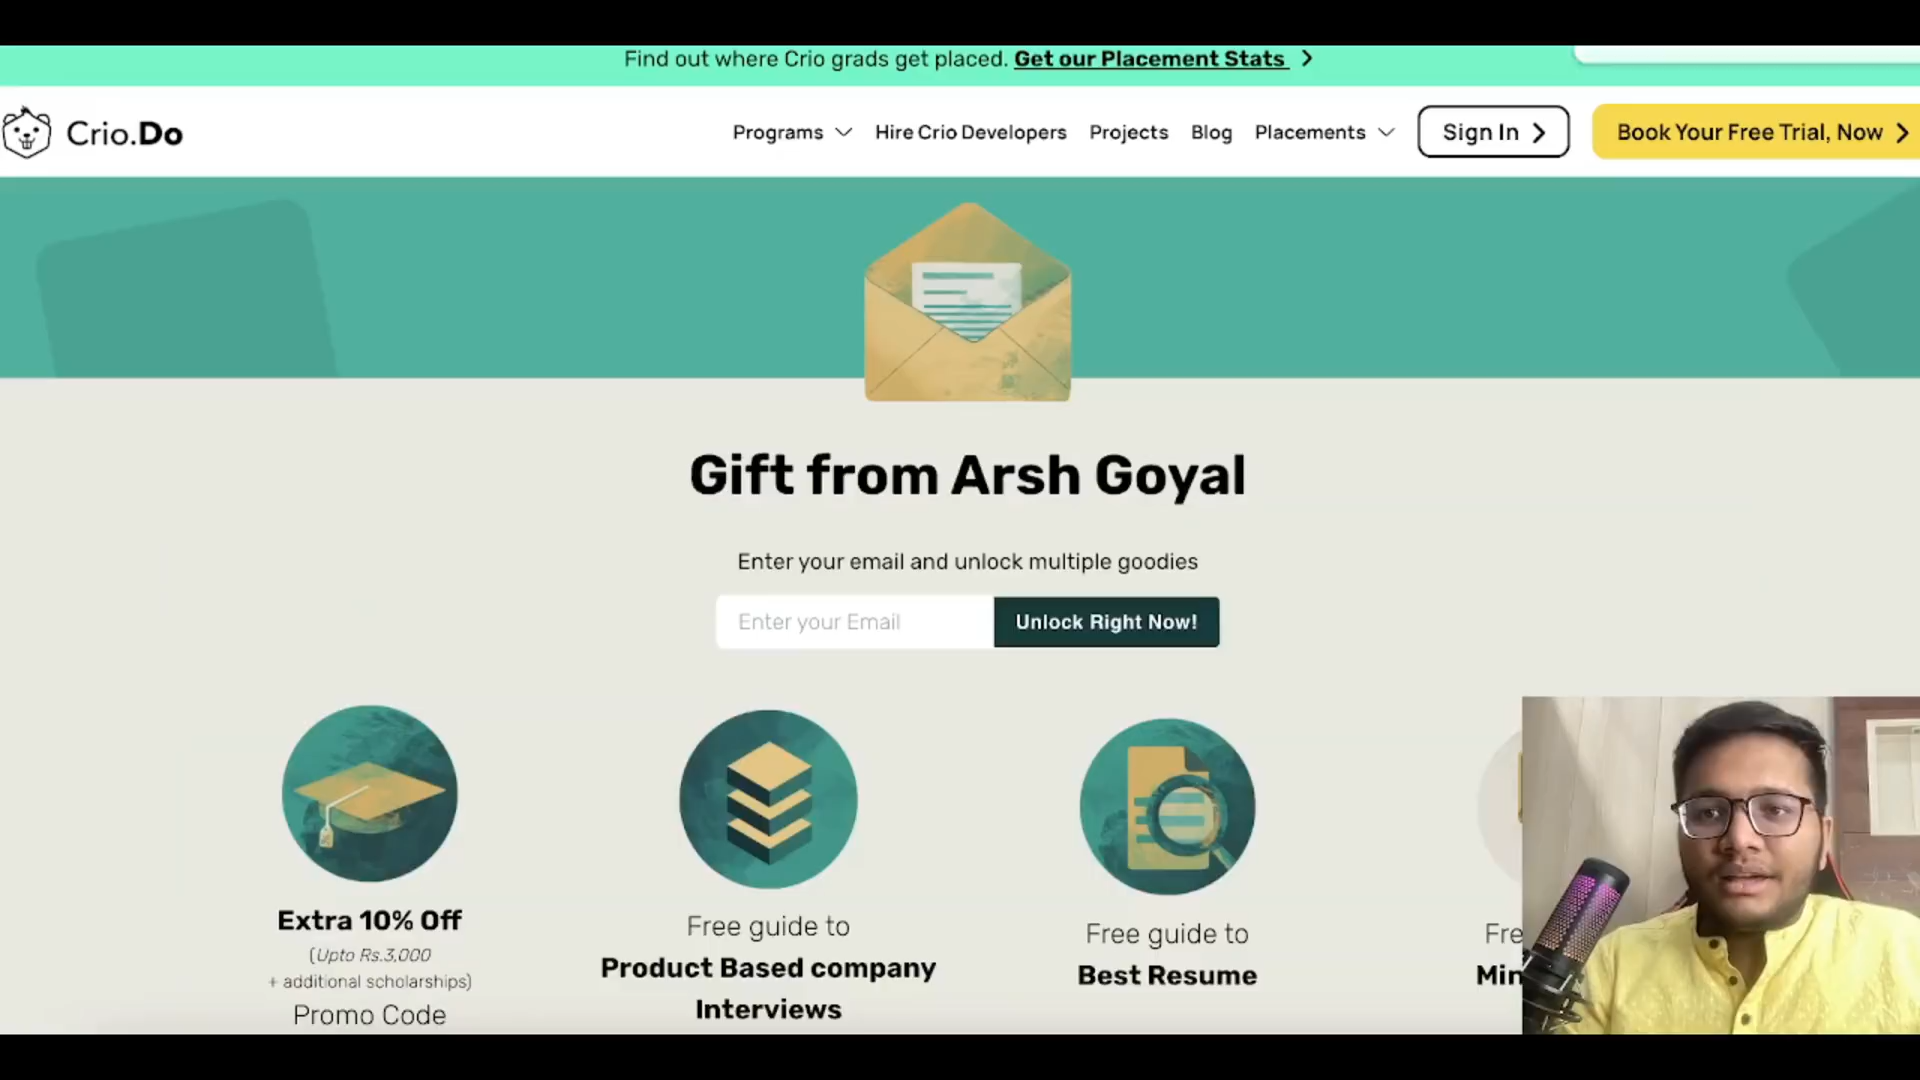 Find out where Crio grads get placed. Get our Placement Stats
Crio.Do
Programs
Hire Crio Developers
Projects
Blog
Placements
Sign In
Book Your Free Trial, Now
Gift from Arsh Goyal
Enter your email and unlock multiple goodies
Enter your Email
Unlock Right Now!
Extra 10% Off
(Upto Rs.3,000
+ additional scholarships)
Promo Code
Free guide to
Product Based company
Interviews
Free guide to
Best Resume
Fre
Min